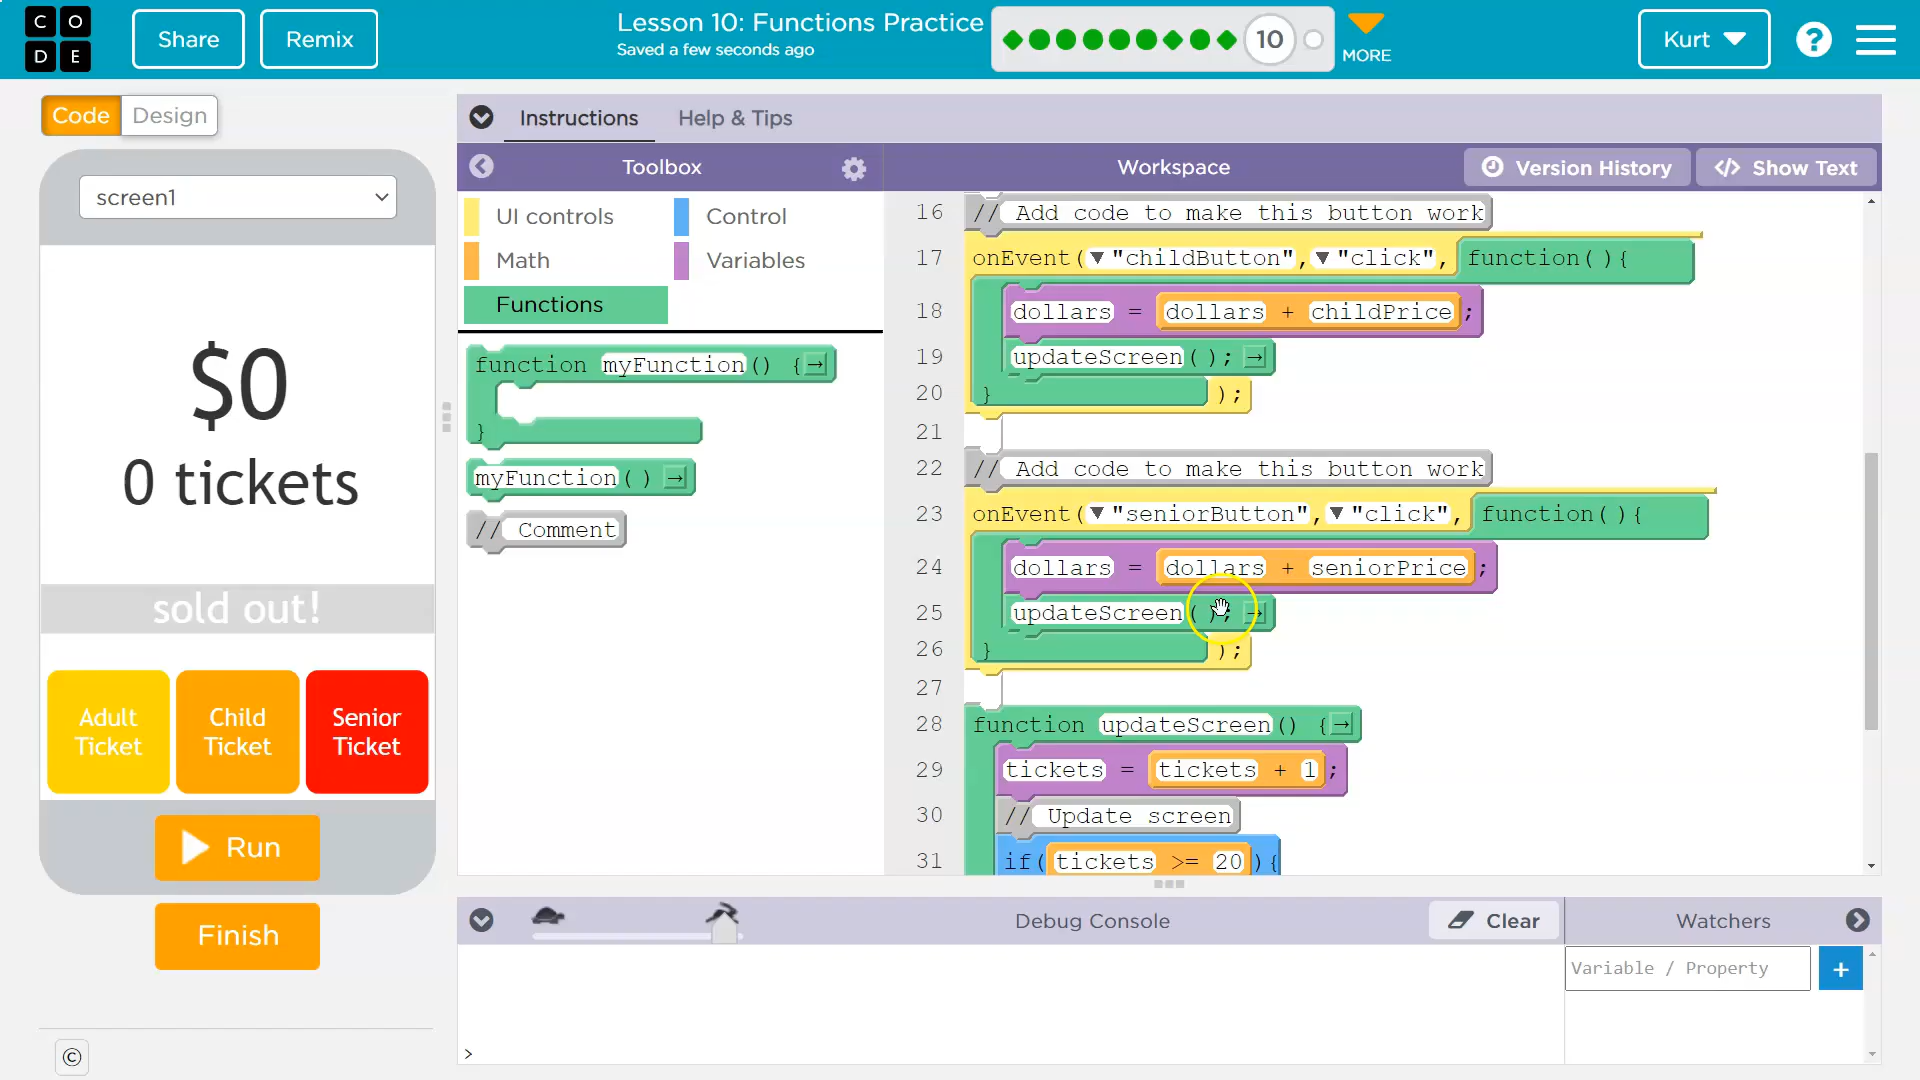 CODE
Share
Remix
Lesson 10: Functions Practice
Saved a few seconds ago
10
MORE
Kurt
?
Code
Design
Instructions
Help & Tips
Toolbox
Workspace
Version History
</> Show Text
screen1
UI controls
Control
Math
Variables
Functions
function myFunction() {→
}
myFunction() →
// Comment
$0
0 tickets
sold out!
Adult Ticket
Child Ticket
Senior Ticket
Run
Finish
©
16 // Add code to make this button work
17 onEvent(▼"childButton",▼"click", function(){
18 dollars = dollars + childPrice;
19 updateScreen(); →
20 } );
21
22 // Add code to make this button work
23 onEvent(▼"seniorButton",▼"click", function(){
24 dollars = dollars + seniorPrice;
25 updateScreen(); →
26 } );
27
28 function updateScreen() {→
29 tickets = tickets + 1;
30 // Update screen
31 if(tickets >= 20){
Debug Console
Clear
Watchers
Variable / Property
+
>